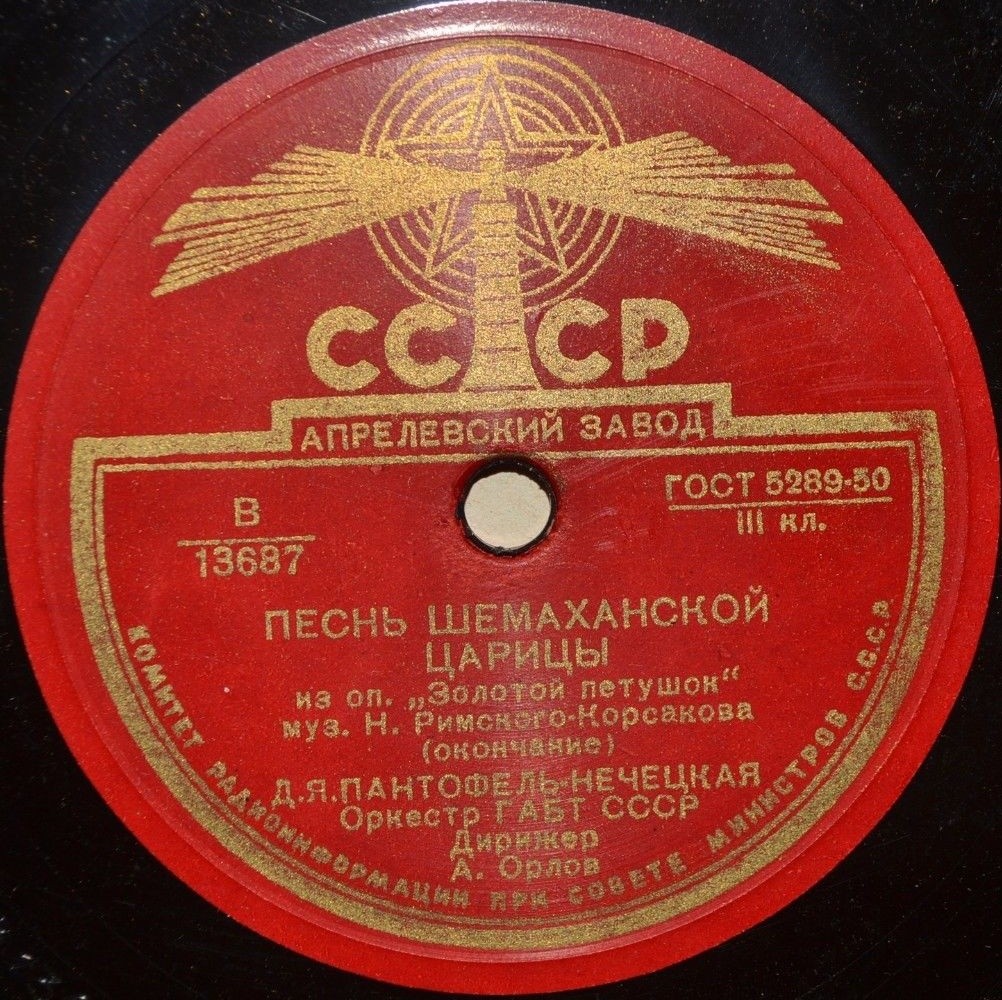 СССР
АПРЕЛЕВСКИЙ ЗАВОД
В
13687
ГОСТ 5289-50
III кл.
ПЕСНЬ ШЕМАХАНСКОЙ
ЦАРИЦЫ
из оп. „Золотой петушок“
муз. Н. Римского-Корсакова
(окончание)
Д.Я.ПАНТОФЕЛЬ-НЕЧЕЦКАЯ
Оркестр ГАБТ СССР
Дирижер
А. Орлов
КОМИТЕТ РАДИОИНФОРМАЦИИ ПРИ СОВЕТЕ МИНИСТРОВ С.С.С.Р.